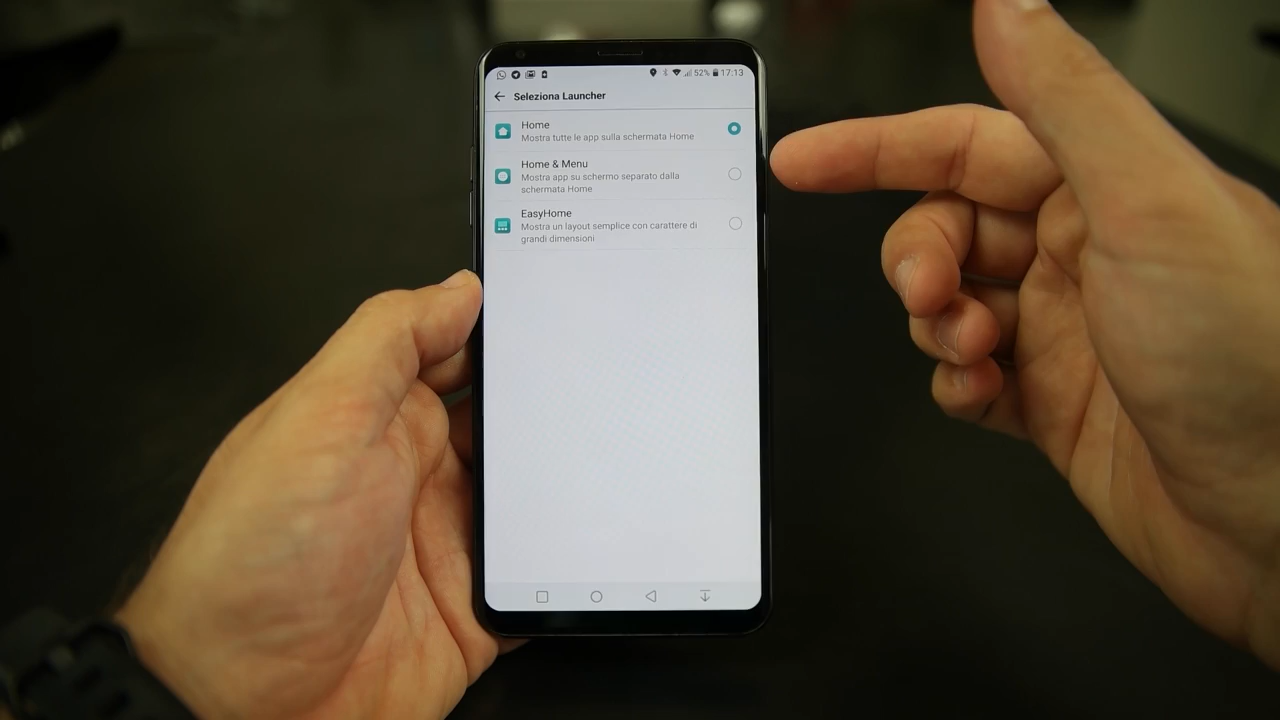 52% 17:13
Seleziona Launcher
Home
Mostra tutte le app sulla schermata Home
Home & Menu
Mostra app su schermo separato dalla
schermata Home
EasyHome
Mostra un layout semplice con carattere di
grandi dimensioni